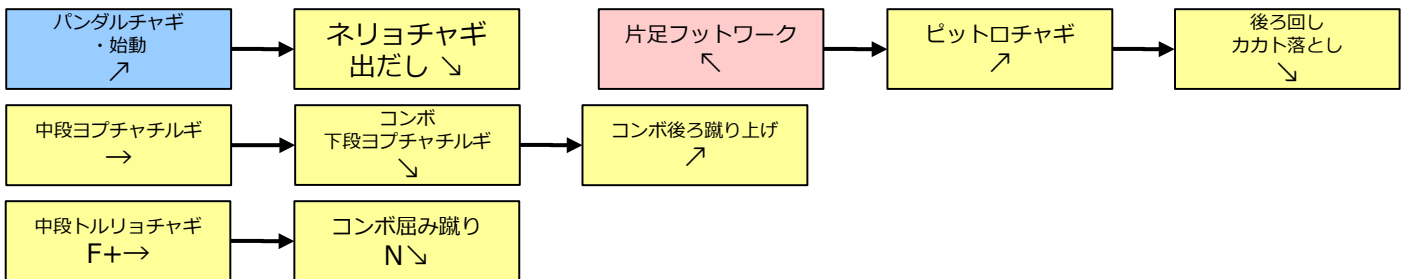 パンダルチャギ
・始動
↗
ネリョチャギ
出だし ↘
片足フットワーク
↖
ピットロチャギ
↗
後ろ回し
カカト落とし
↘
中段ヨプチャチルギ
→
コンボ
下段ヨプチャチルギ
↘
コンボ後ろ蹴り上げ
↗
中段トルリョチャギ
F+→
コンボ屈み蹴り
N↘